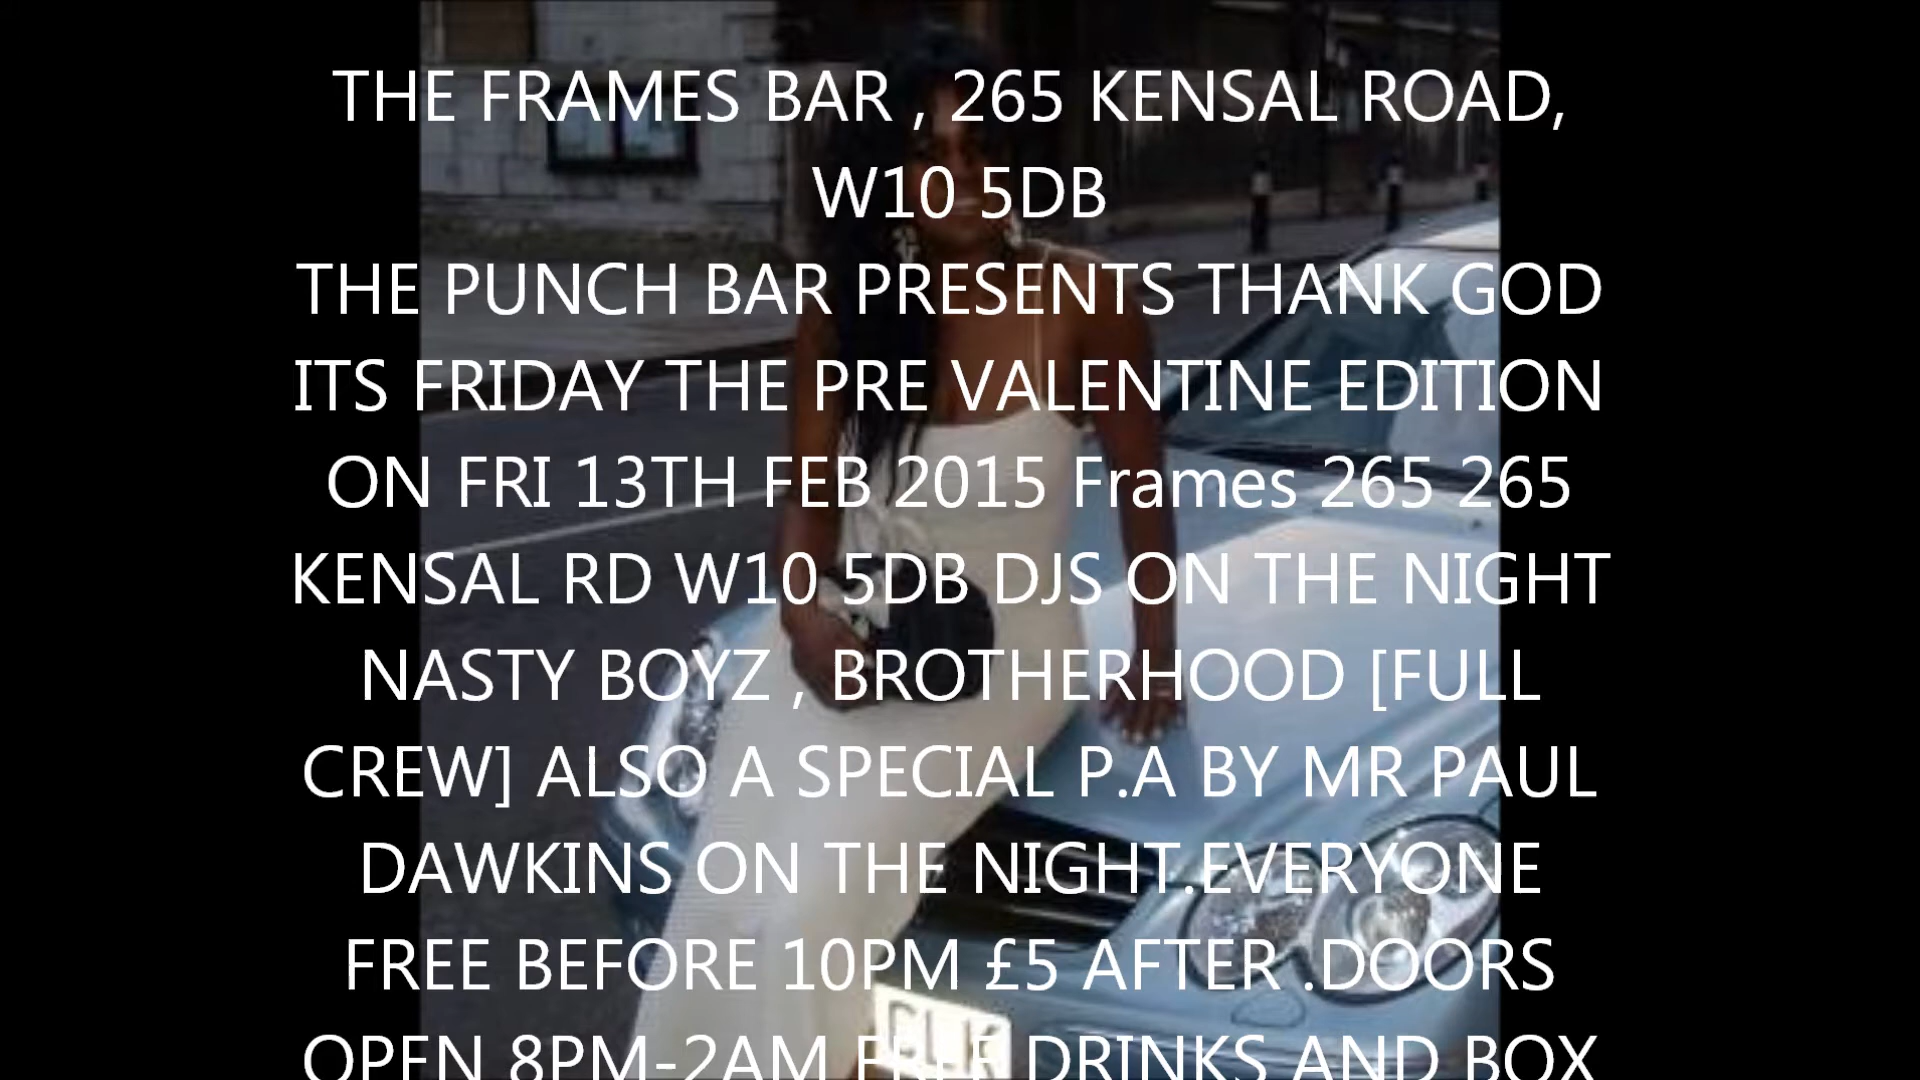 THE FRAMES BAR , 265 KENSAL ROAD,
W10 5DB
THE PUNCH BAR PRESENTS THANK GOD
ITS FRIDAY THE PRE VALENTINE EDITION
ON FRI 13TH FEB 2015 Frames 265 265
KENSAL RD W10 5DB DJS ON THE NIGHT
NASTY BOYZ , BROTHERHOOD [FULL
CREW] ALSO A SPECIAL P.A BY MR PAUL
DAWKINS ON THE NIGHT.EVERYONE
FREE BEFORE 10PM £5 AFTER .DOORS
OPEN 8PM-2AM FREE DRINKS AND BOX